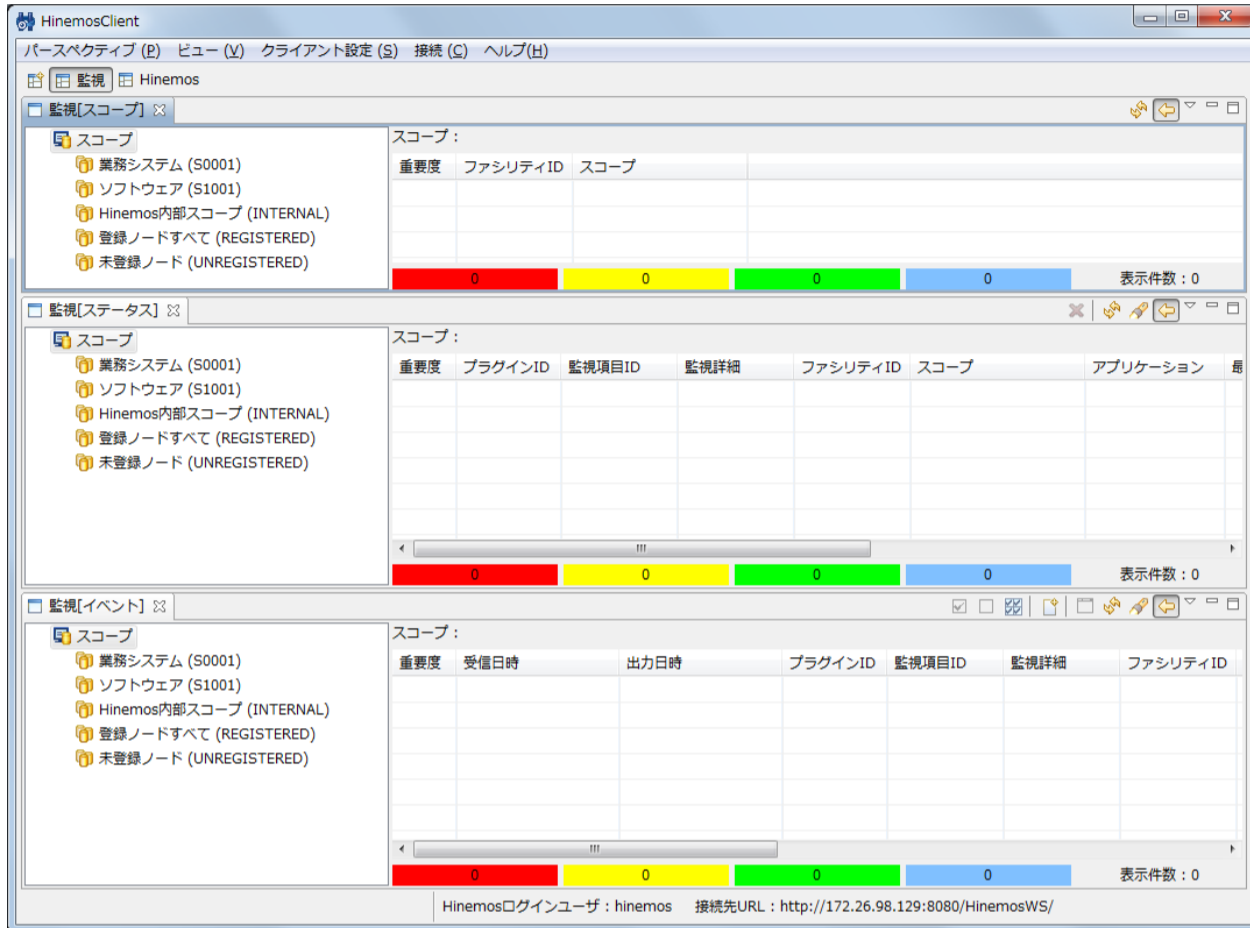 HinemosClient
パースペクティブ (P) ビュー (V) クライアント設定 (S) 接続 (C) ヘルプ(H)
監視 Hinemos
監視[スコープ]
スコープ
業務システム (S0001)
ソフトウェア (S1001)
Hinemos内部スコープ (INTERNAL)
登録ノードすべて (REGISTERED)
未登録ノード (UNREGISTERED)
スコープ :
重要度 ファシリティID スコープ
0 0 0 0 表示件数 : 0
監視[ステータス]
スコープ
業務システム (S0001)
ソフトウェア (S1001)
Hinemos内部スコープ (INTERNAL)
登録ノードすべて (REGISTERED)
未登録ノード (UNREGISTERED)
スコープ :
重要度 プラグインID 監視項目ID 監視詳細 ファシリティID スコープ アプリケーション 最
0 0 0 0 表示件数 : 0
監視[イベント]
スコープ
業務システム (S0001)
ソフトウェア (S1001)
Hinemos内部スコープ (INTERNAL)
登録ノードすべて (REGISTERED)
未登録ノード (UNREGISTERED)
スコープ :
重要度 受信日時 出力日時 プラグインID 監視項目ID 監視詳細 ファシリティID
0 0 0 0 表示件数 : 0
Hinemosログインユーザ : hinemos 接続先URL : http://172.26.98.129:8080/HinemosWS/